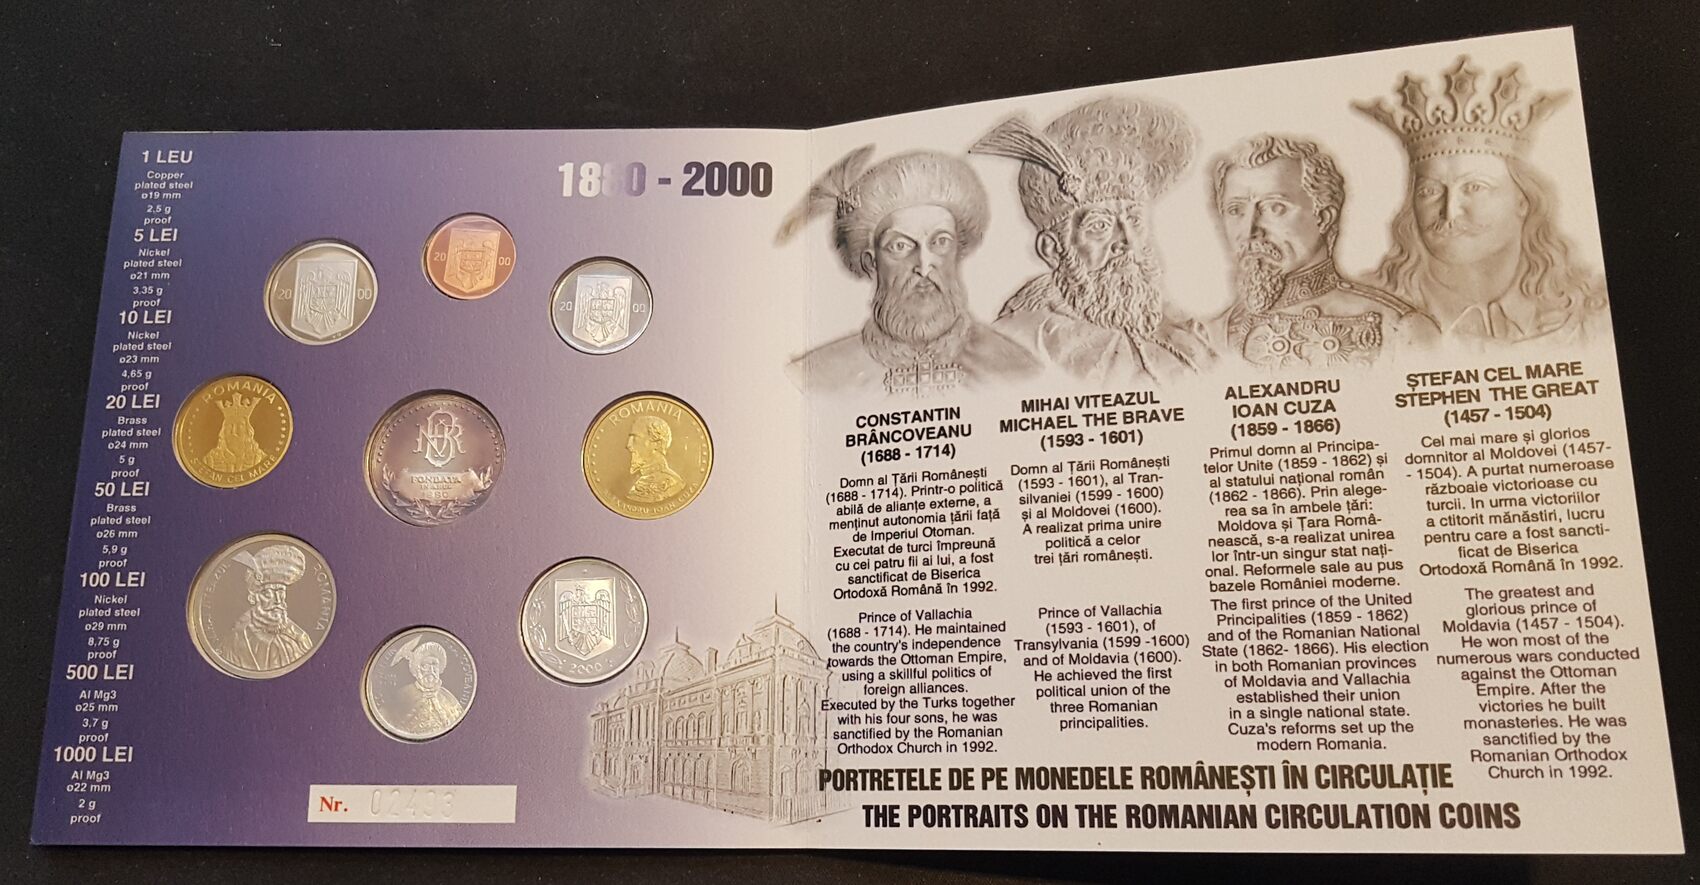 1 LEU
Copper
plated steel
ø19 mm
2,5 g
proof
5 LEI
Nickel
plated steel
ø21 mm
3,35 g
proof
10 LEI
Nickel
plated steel
ø23 mm
4,65 g
proof
20 LEI
Brass
plated steel
ø24 mm
5 g
proof
50 LEI
Brass
plated steel
ø26 mm
5,9 g
proof
100 LEI
Nickel
plated steel
ø29 mm
8,75 g
proof
500 LEI
Al Mg3
ø25 mm
3,7 g
proof
1000 LEI
Al Mg3
ø22 mm
2 g
proof
1880 - 2000
20 00
20 00
20 00
ROMANIA
STEFAN CEL MARE
FONDATA
1880
ROMANIA
ALEXANDRU IOAN CUZA
ROMANIA
2000
Nr. 02433
CONSTANTIN
BRÂNCOVEANU
(1688 - 1714)
Domn al Țării Românești
(1688 - 1714). Printr-o politică
abilă de alianțe externe, a
menținut autonomia țării față
de Imperiul Otoman.
Executat de turci împreună
cu cei patru fii ai lui, a fost
sanctificat de Biserica
Ortodoxă Română în 1992.
Prince of Vallachia
(1688 - 1714). He maintained
the country's independence
towards the Ottoman Empire,
using a skillful politics of
foreign alliances.
Executed by the Turks together
with his four sons, he was
sanctified by the Romanian
Orthodox Church in 1992.
MIHAI VITEAZUL
MICHAEL THE BRAVE
(1593 - 1601)
Domn al Țării Românești
(1593 - 1601), al Tran-
silvaniei (1599 - 1600)
și al Moldovei (1600).
A realizat prima unire
politică a celor
trei țări românești.
Prince of Vallachia
(1593 - 1601), of
Transylvania (1599 -1600)
and of Moldavia (1600).
He achieved the first
political union of the
three Romanian
principalities.
ALEXANDRU
IOAN CUZA
(1859 - 1866)
Primul domn al Principa-
telor Unite (1859 - 1862) și
al statului național român
(1862 - 1866). Prin alege-
rea sa în ambele țări:
Moldova și Țara Româ-
nească, s-a realizat unirea
lor într-un singur stat nați-
onal. Reformele sale au pus
bazele României moderne.
The first prince of the United
Principalities (1859 - 1862)
and of the Romanian National
State (1862- 1866). His election
in both Romanian provinces
of Moldavia and Vallachia
established their union
in a single national state.
Cuza's reforms set up the
modern Romania.
ȘTEFAN CEL MARE
STEPHEN THE GREAT
(1457 - 1504)
Cel mai mare și glorios
domnitor al Moldovei (1457-
- 1504). A purtat numeroase
războaie victorioase cu
turcii. In urma victoriilor
a ctitorit mănăstiri, lucru
pentru care a fost sancti-
ficat de Biserica
Ortodoxă Română în 1992.
The greatest and
glorious prince of
Moldavia (1457 - 1504).
He won most of the
numerous wars conducted
against the Ottoman
Empire. After the
victories he built
monasteries. He was
sanctified by the
Romanian Orthodox
Church in 1992.
PORTRETELE DE PE MONEDELE ROMÂNEȘTI ÎN CIRCULAȚIE
THE PORTRAITS ON THE ROMANIAN CIRCULATION COINS